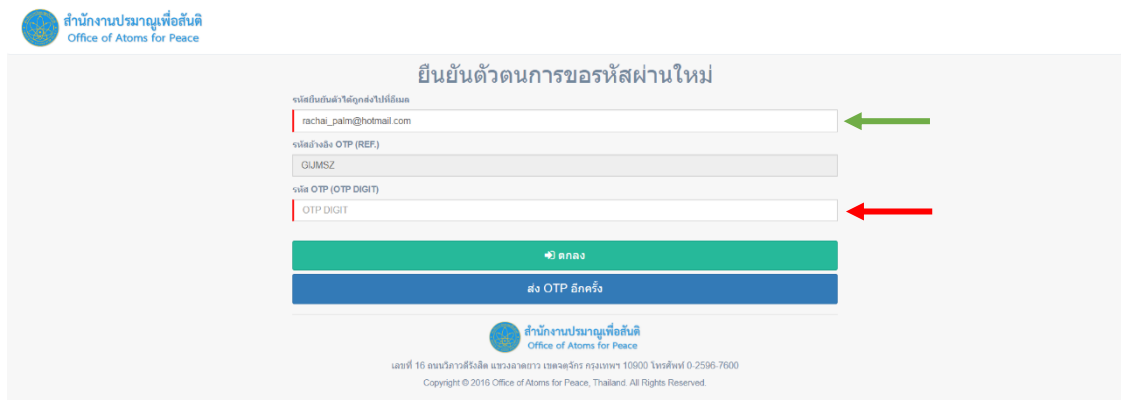 สำนักงานปรมาณูเพื่อสันติ
Office of Atoms for Peace
ยืนยันตัวตนการขอรหัสผ่านใหม่
รหัสยืนยันตัวได้ถูกส่งไปที่อีเมล
rachai_palm@hotmail.com
รหัสอ้างอิง OTP (REF.)
GIJMSZ
รหัส OTP (OTP DIGIT)
OTP DIGIT
ตกลง
ส่ง OTP อีกครั้ง
สำนักงานปรมาณูเพื่อสันติ
Office of Atoms for Peace
เลขที่ 16 ถนนวิภาวดีรังสิต แขวงลาดยาว เขตจตุจักร กรุงเทพฯ 10900 โทรศัพท์ 0-2596-7600
Copyright © 2016 Office of Atoms for Peace, Thailand. All Rights Reserved.